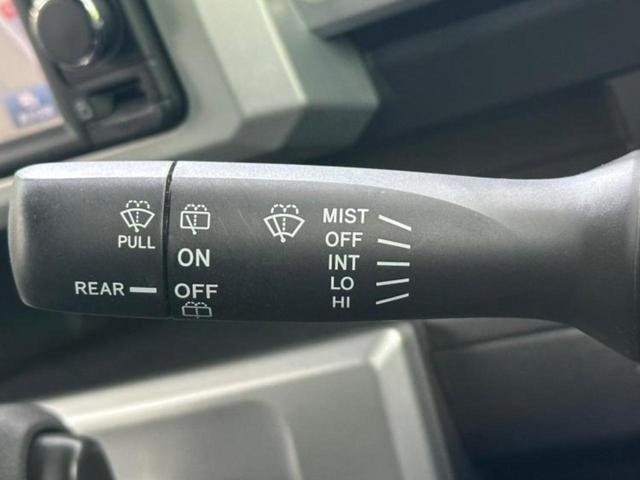 PULL
REAR
ON
OFF
MIST
OFF
INT
LO
HI